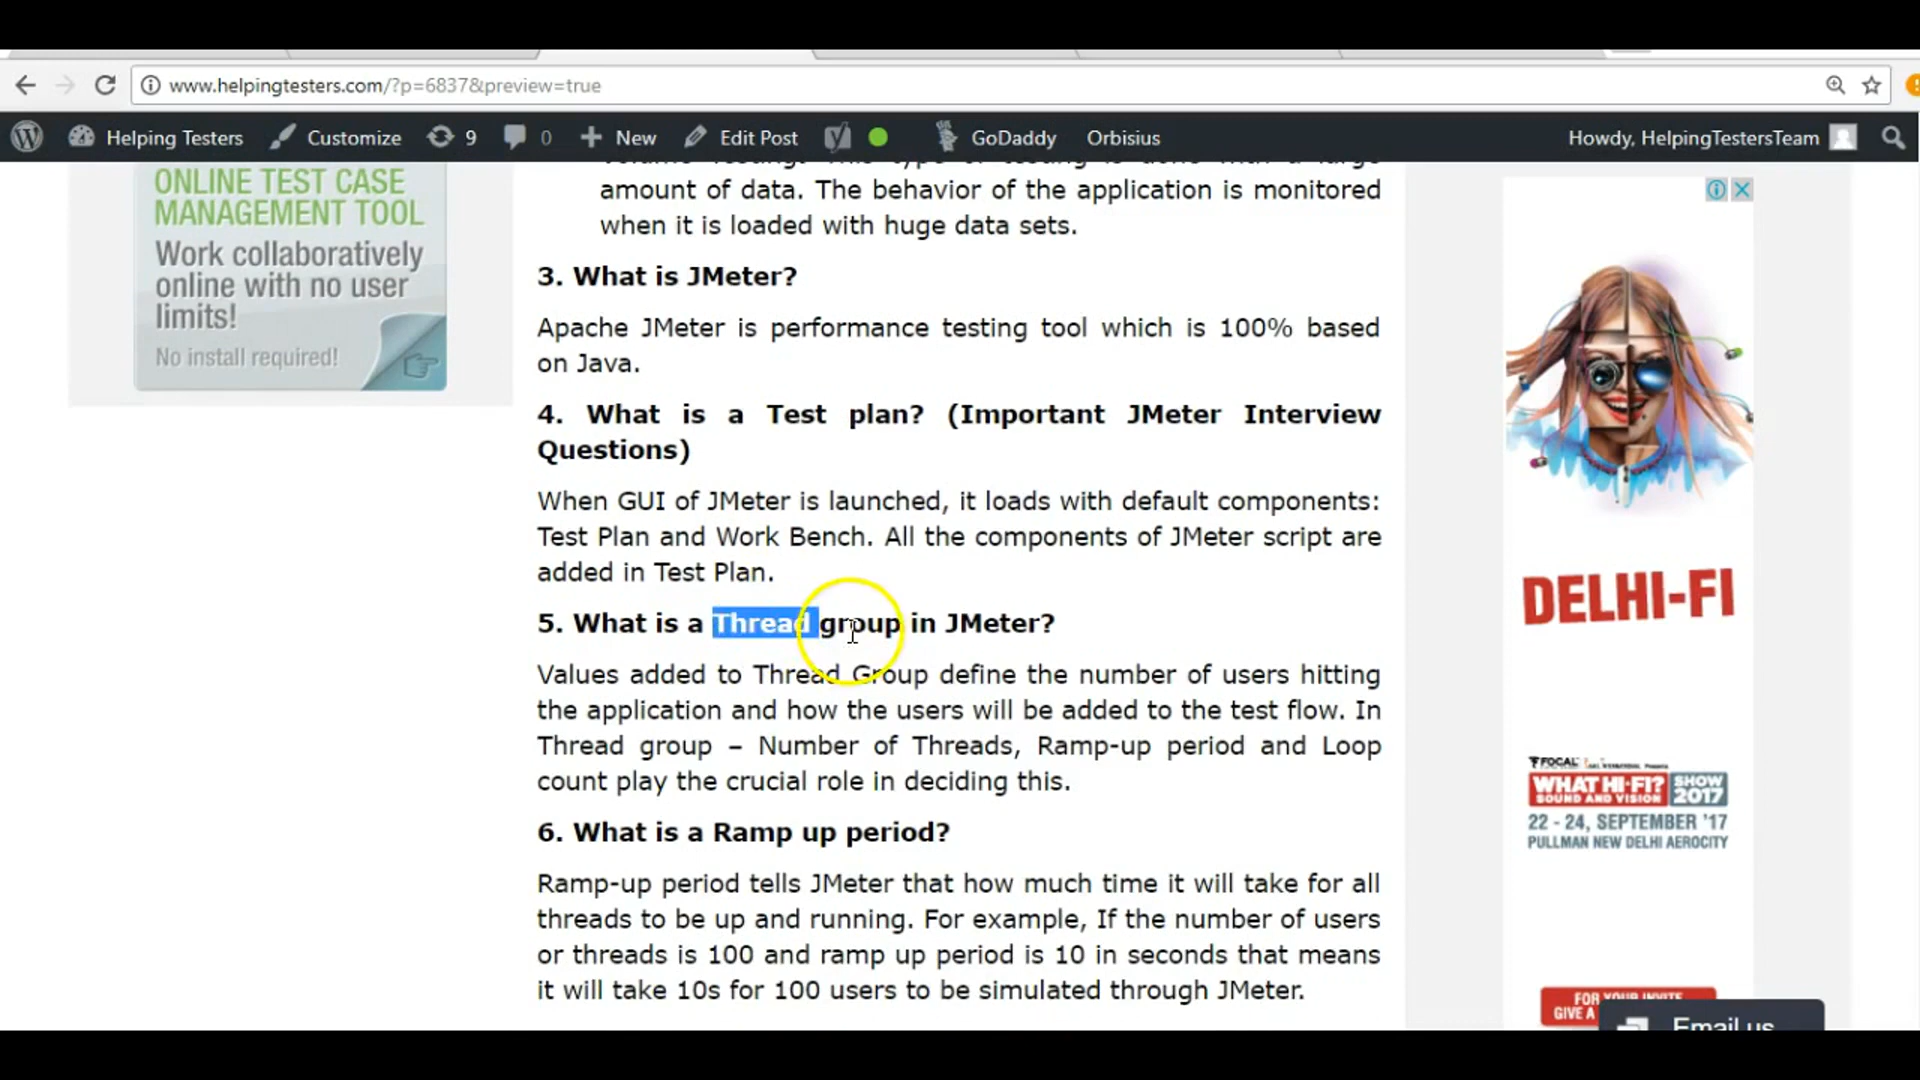 www.helpingtesters.com/?p=6837&preview=true
Helping Testers Customize 9 0 New Edit Post GoDaddy Orbisius Howdy, HelpingTestersTeam
ONLINE TEST CASE
MANAGEMENT TOOL
Work collaboratively
online with no user
limits!
No install required!
amount of data. The behavior of the application is monitored
when it is loaded with huge data sets.
3. What is JMeter?
Apache JMeter is performance testing tool which is 100% based
on Java.
4. What is a Test plan? (Important JMeter Interview
Questions)
When GUI of JMeter is launched, it loads with default components:
Test Plan and Work Bench. All the components of JMeter script are
added in Test Plan.
5. What is a Thread group in JMeter?
Values added to Thread Group define the number of users hitting
the application and how the users will be added to the test flow. In
Thread group – Number of Threads, Ramp-up period and Loop
count play the crucial role in deciding this.
6. What is a Ramp up period?
Ramp-up period tells JMeter that how much time it will take for all
threads to be up and running. For example, If the number of users
or threads is 100 and ramp up period is 10 in seconds that means
it will take 10s for 100 users to be simulated through JMeter.
DELHI-FI
FOCAL
WHAT HI-FI? SHOW
SOUND AND VISION 2017
22 - 24, SEPTEMBER '17
PULLMAN NEW DELHI AEROCITY
FOR YOUR INVITE
GIVE A
Email us